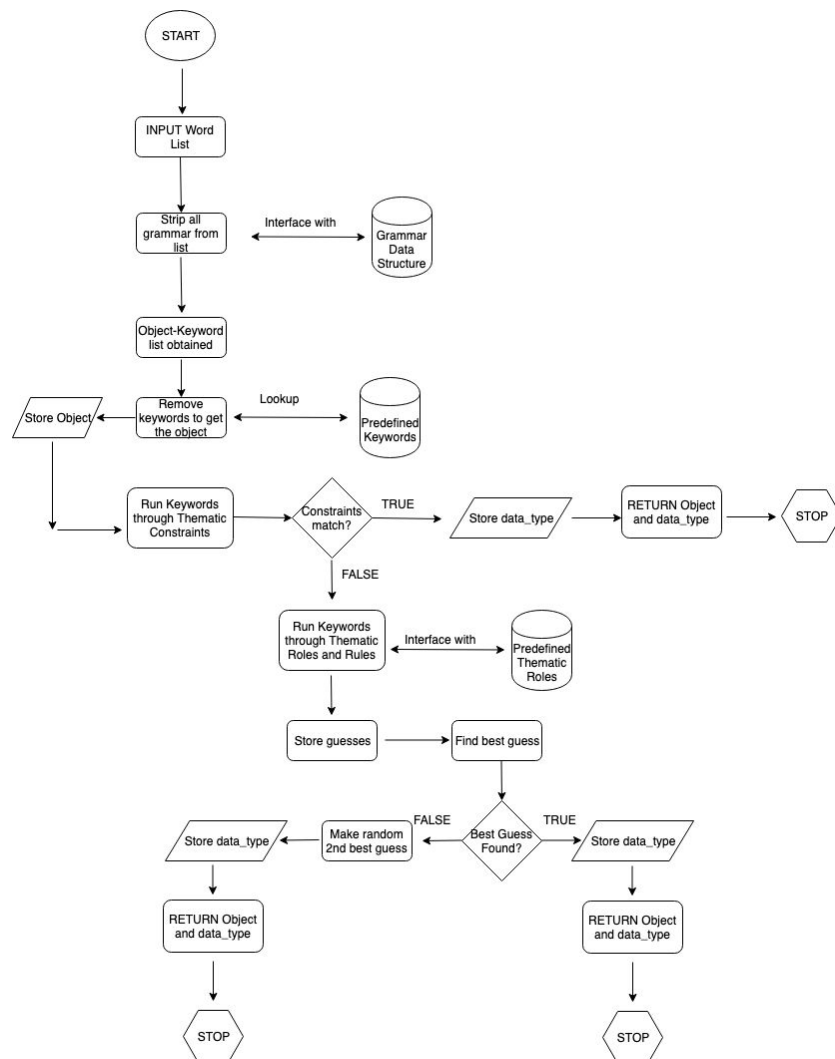 START
INPUT Word
List
Strip all
grammar from
list
Interface with
Grammar
Data
Structure
Object-Keyword
list obtained
Store Object
Remove
keywords to get
the object
Lookup
Predefined
Keywords
Run Keywords
through Thematic
Constraints
Constraints
match?
TRUE
Store data_type
RETURN Object
and data_type
STOP
FALSE
Run Keywords
through Thematic
Roles and Rules
Interface with
Predefined
Thematic
Roles
Store guesses
Find best guess
Best Guess
Found?
FALSE
Make random
2nd best guess
Store data_type
RETURN Object
and data_type
STOP
TRUE
Store data_type
RETURN Object
and data_type
STOP